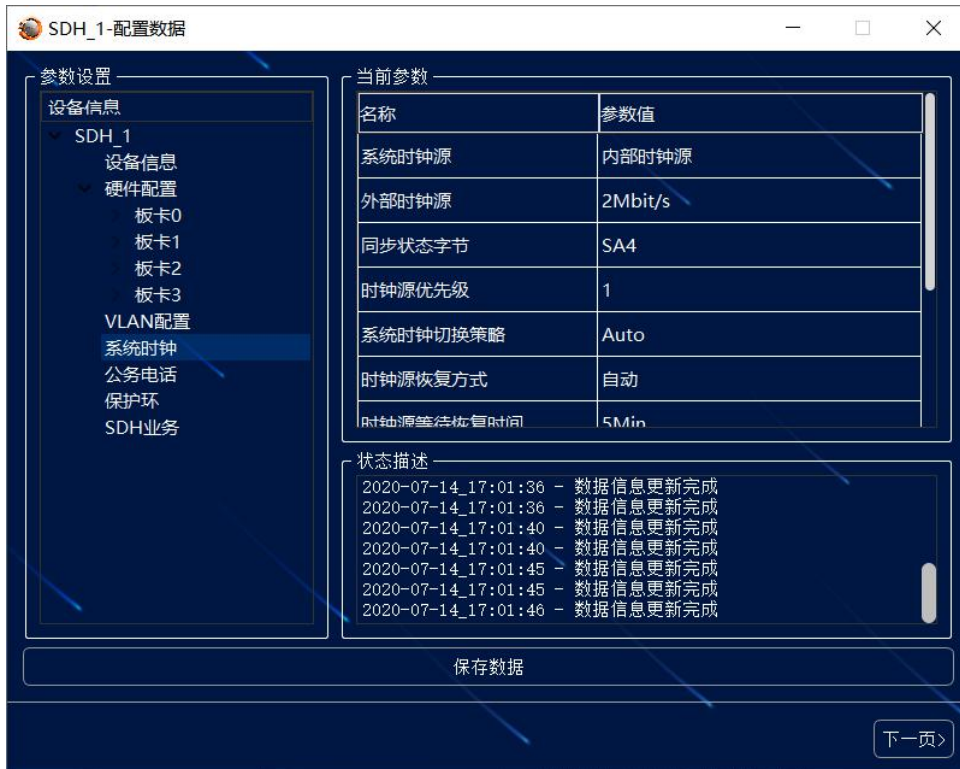 SDH_1-配置数据
参数设置
设备信息
SDH_1
设备信息
硬件配置
板卡0
板卡1
板卡2
板卡3
VLAN配置
系统时钟
公务电话
保护环
SDH业务
当前参数
名称 参数值
系统时钟源 内部时钟源
外部时钟源 2Mbit/s
同步状态字节 SA4
时钟源优先级 1
系统时钟切换策略 Auto
时钟源恢复方式 自动
时钟源等待恢复时间 5Min
状态描述
2020-07-14_17:01:36 - 数据信息更新完成
2020-07-14_17:01:36 - 数据信息更新完成
2020-07-14_17:01:40 - 数据信息更新完成
2020-07-14_17:01:40 - 数据信息更新完成
2020-07-14_17:01:45 - 数据信息更新完成
2020-07-14_17:01:45 - 数据信息更新完成
2020-07-14_17:01:46 - 数据信息更新完成
保存数据
下一页>